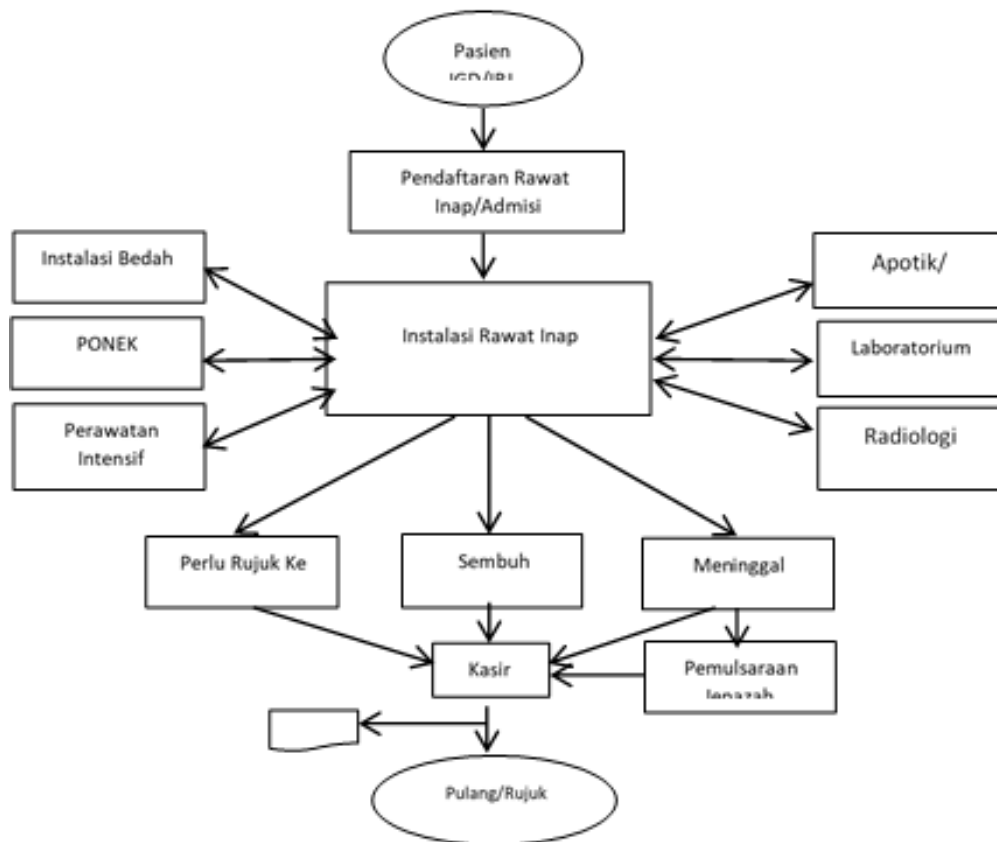 Pasien
Pendaftaran Rawat
Inap/Admisi
Instalasi Bedah
PONEK
Perawatan
Intensif
Instalasi Rawat Inap
Apotik/
Laboratorium
Radiologi
Perlu Rujuk Ke
Sembuh
Meninggal
Kasir
Pemulsaraan
Jenazah
Pulang/Rujuk